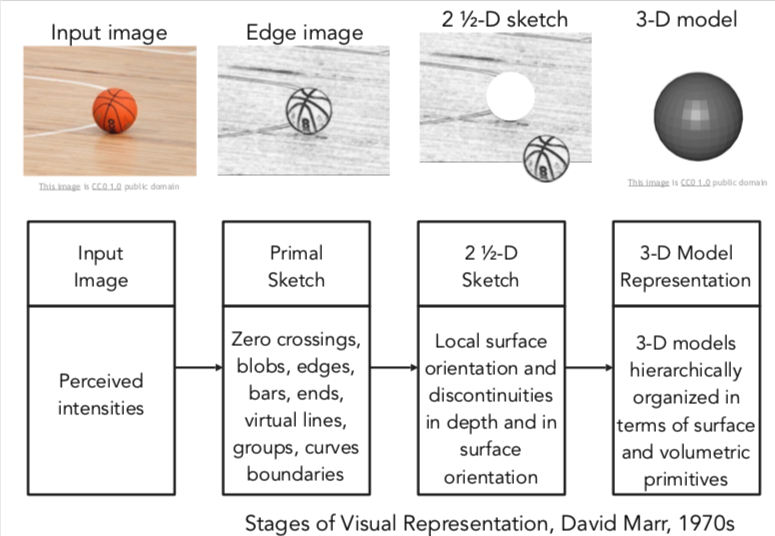 Input image
Edge image
2 ½-D sketch
3-D model
This image is CC0 1.0 public domain
This image is CC0 1.0 public domain
Input
Image
Primal
Sketch
2 ½-D
Sketch
3-D Model
Representation
Perceived
intensities
Zero crossings,
blobs, edges,
bars, ends,
virtual lines,
groups, curves
boundaries
Local surface
orientation and
discontinuities
in depth and in
surface
orientation
3-D models
hierarchically
organized in
terms of surface
and volumetric
primitives
Stages of Visual Representation, David Marr, 1970s